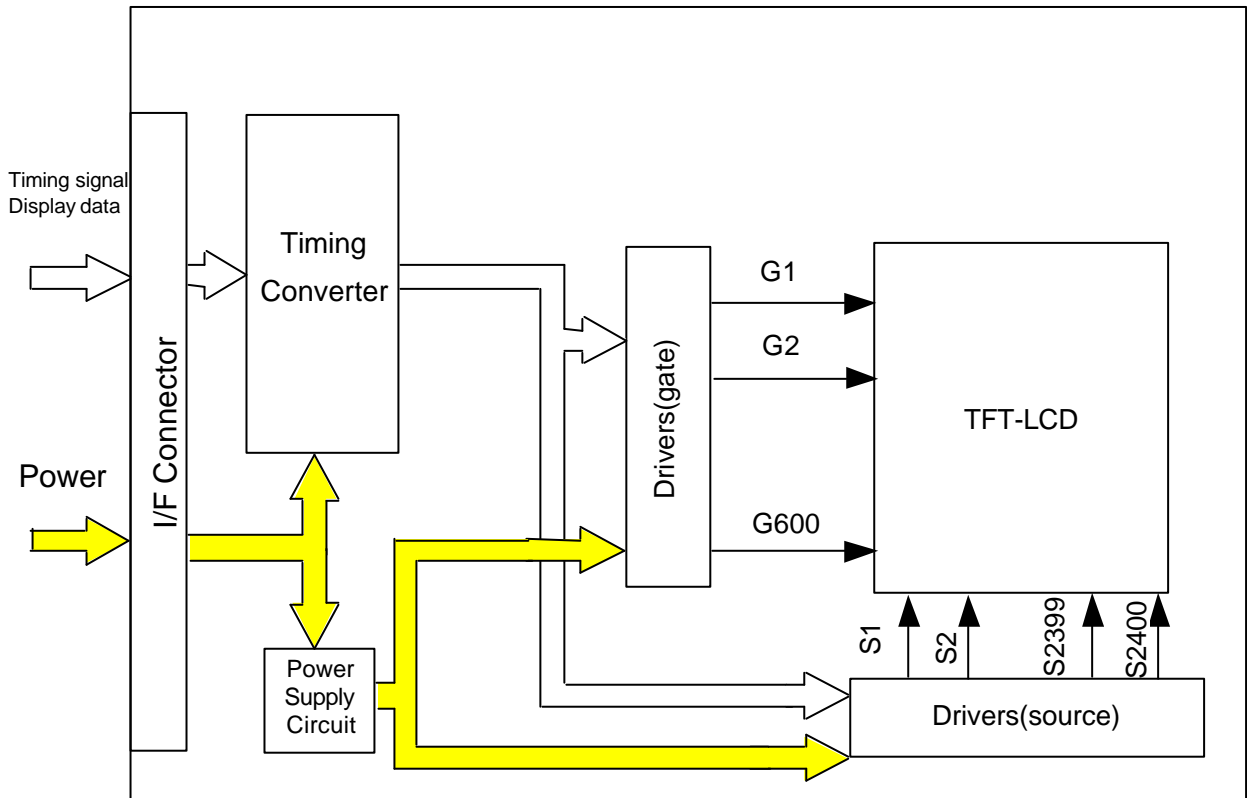 Timing signal
Display data
Power
I/F Connector
Timing
Converter
Power
Supply
Circuit
Drivers(gate)
G1
G2
G600
TFT-LCD
S1
S2
S2399
S2400
Drivers(source)